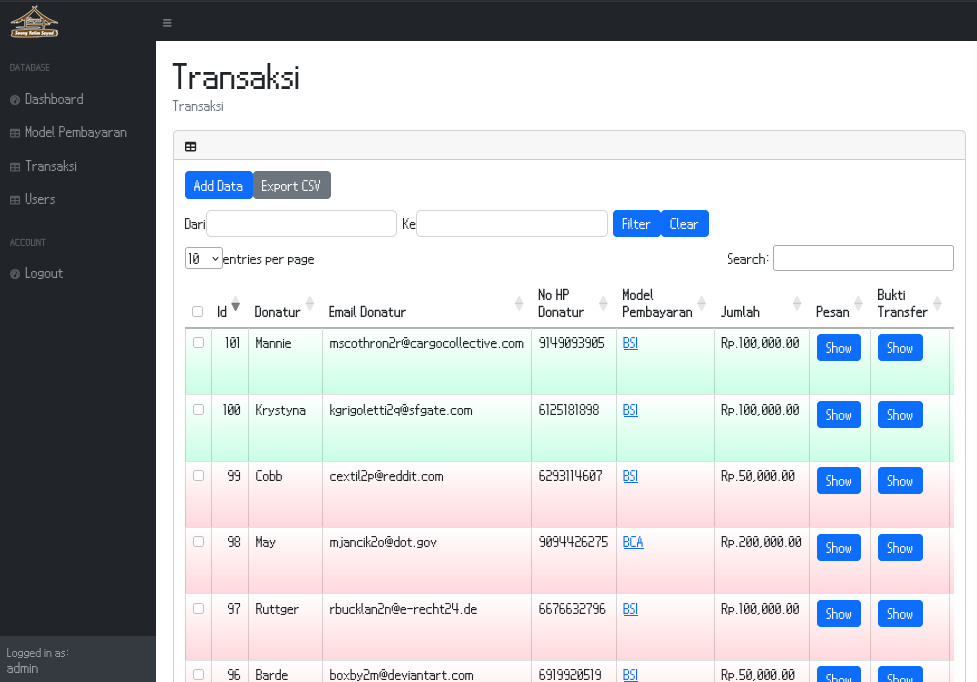 Saung Yatim Sayed
DATABASE
Dashboard
Model Pembayaran
Transaksi
Users
ACCOUNT
Logout
Logged in as:
admin
Transaksi
Transaksi
Add Data Export CSV
Dari Ke Filter Clear
10 entries per page Search:
Id Donatur Email Donatur No HP Donatur Model Pembayaran Jumlah Pesan Bukti Transfer
101 Mannie mscothron2r@cargocollective.com 9149093905 BSI Rp.100,000.00 Show Show
100 Krystyna kgrigoletti2q@sfgate.com 6125181898 BSI Rp.100,000.00 Show Show
99 Cobb cextil2p@reddit.com 6293114607 BSI Rp.50,000.00 Show Show
98 May mjancik2o@dot.gov 9094426275 BCA Rp.200,000.00 Show Show
97 Ruttger rbucklan2n@e-recht24.de 6676632796 BSI Rp.100,000.00 Show Show
96 Barde boxby2m@deviantart.com 6919920519 BSI Rp.50,000.00 Show Show